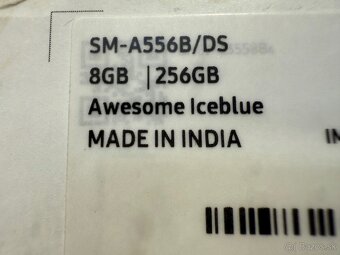 SM-A556B/DS
8GB | 256GB
Awesome Iceblue
MADE IN INDIA